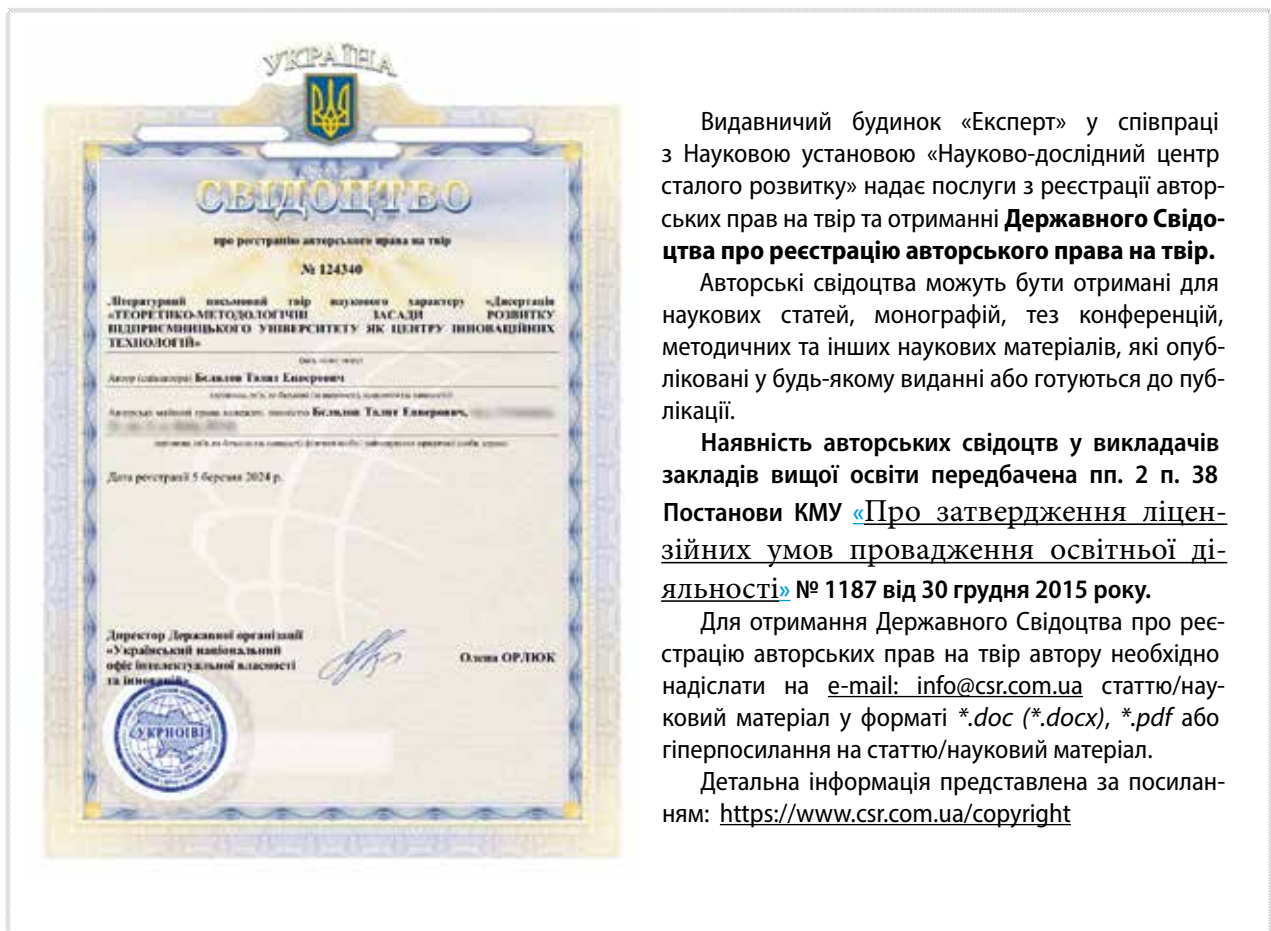 УКРАЇНА
СВІДОЦТВО
про реєстрацію авторського права на твір
№ 124340
Літературний письмовий твір наукового характеру «Дисертація
«ТЕОРЕТИКО-МЕТОДОЛОГІЧНІ ЗАСАДИ РОЗВИТКУ
ПІДПРИЄМНИЦЬКОГО УНІВЕРСИТЕТУ ЯК ЦЕНТРУ ІННОВАЦІЙНИХ
ТЕХНОЛОГІЙ»
Автор (співавтори) Бєлялов Талят Енверович
Авторські майнові права належать Бєлялов Талят Енверович,
Дата реєстрації 5 березня 2024 р.
Директор Державної організації
«Український національний
офіс інтелектуальної власності
та інновацій»
Олена ОРЛЮК
УКРНОІВІ
Видавничий будинок «Експерт» у співпраці
з Науковою установою «Науково-дослідний центр
сталого розвитку» надає послуги з реєстрації автор-
ських прав на твір та отриманні Державного Свідо-
цтва про реєстрацію авторського права на твір.
Авторські свідоцтва можуть бути отримані для
наукових статей, монографій, тез конференцій,
методичних та інших наукових матеріалів, які опуб-
ліковані у будь-якому виданні або готуються до пуб-
лікації.
Наявність авторських свідоцтв у викладачів
закладів вищої освіти передбачена пп. 2 п. 38
Постанови КМУ «Про затвердження ліцен-
зійних умов провадження освітньої ді-
яльності» № 1187 від 30 грудня 2015 року.
Для отримання Державного Свідоцтва про реє-
страцію авторських прав на твір автору необхідно
надіслати на e-mail: info@csr.com.ua статтю/нау-
ковий матеріал у форматі *.doc (*.docx), *.pdf або
гіперпосилання на статтю/науковий матеріал.
Детальна інформація представлена за посилан-
ням: https://www.csr.com.ua/copyright